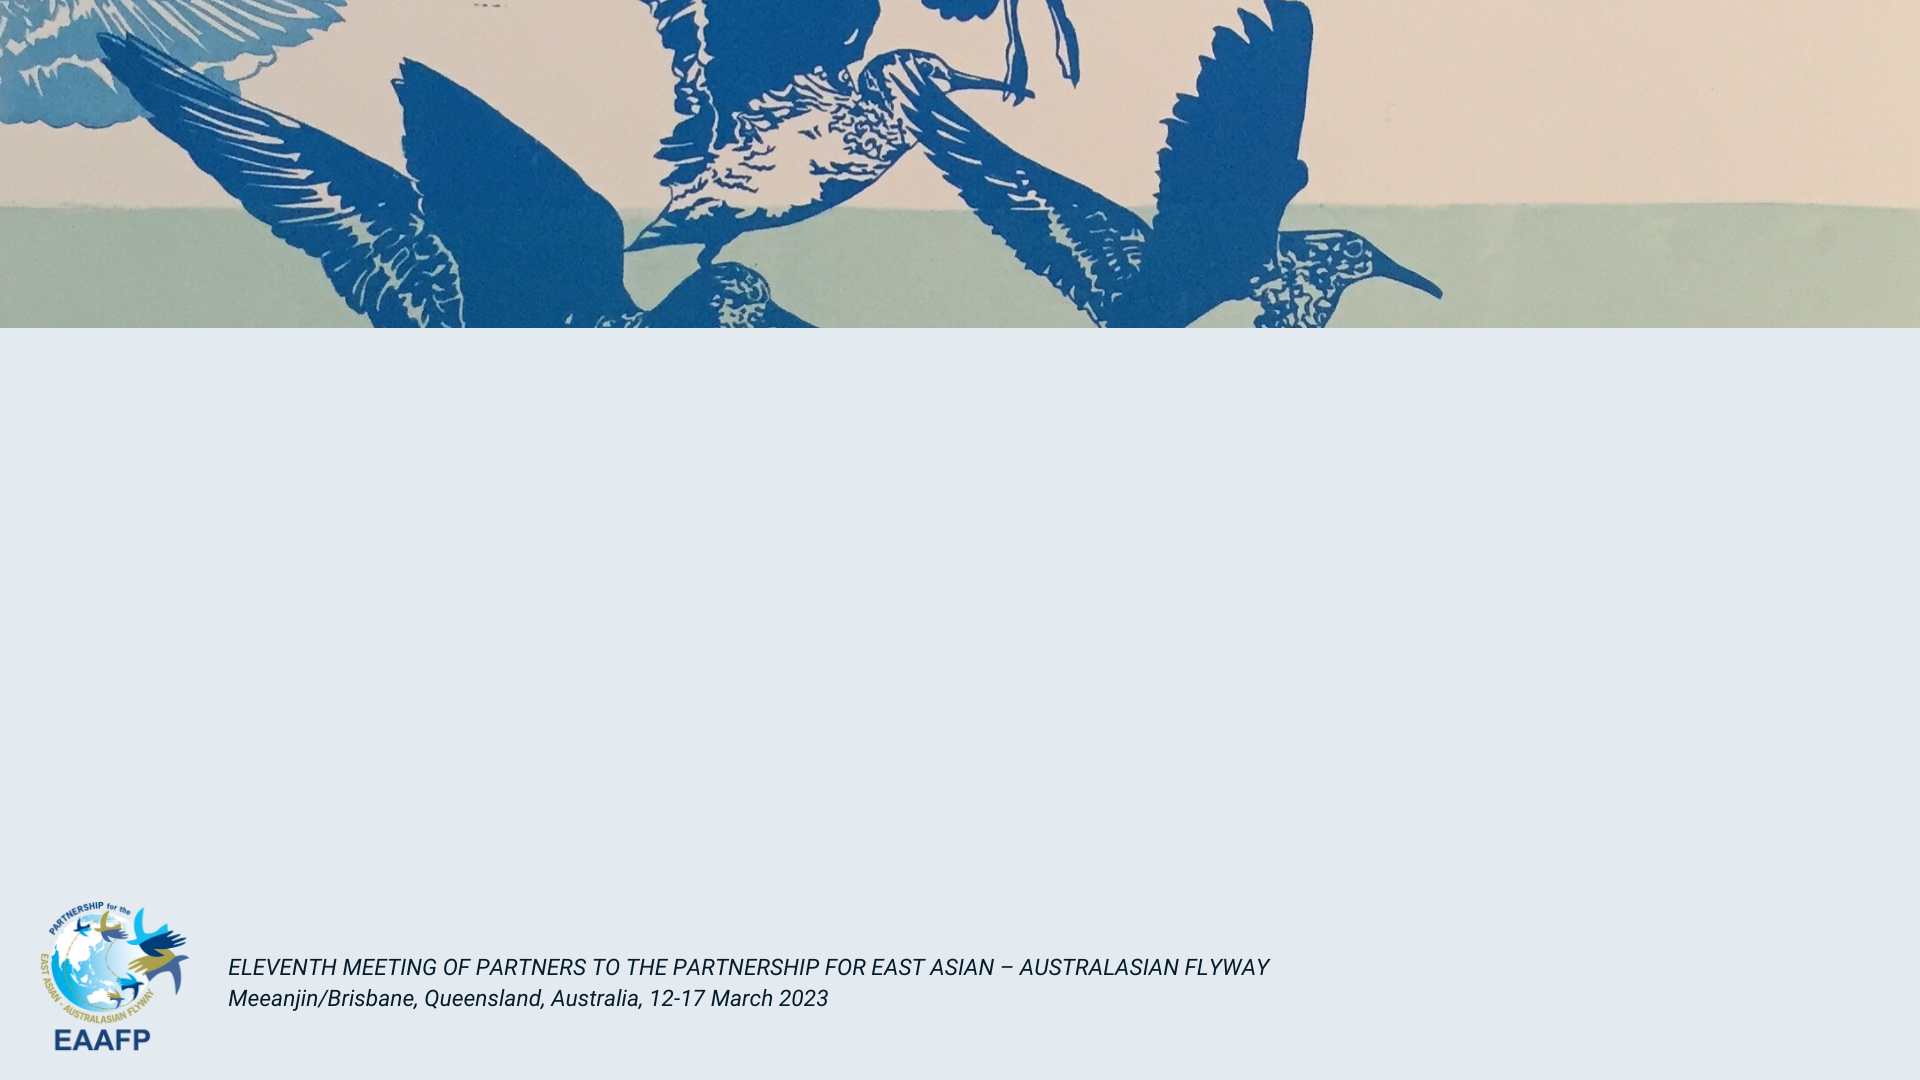 PARTNERSHIP for the
EAST ASIAN - AUSTRALASIAN FLYWAY
EAAFP
ELEVENTH MEETING OF PARTNERS TO THE PARTNERSHIP FOR EAST ASIAN – AUSTRALASIAN FLYWAY
Meeanjin/Brisbane, Queensland, Australia, 12-17 March 2023